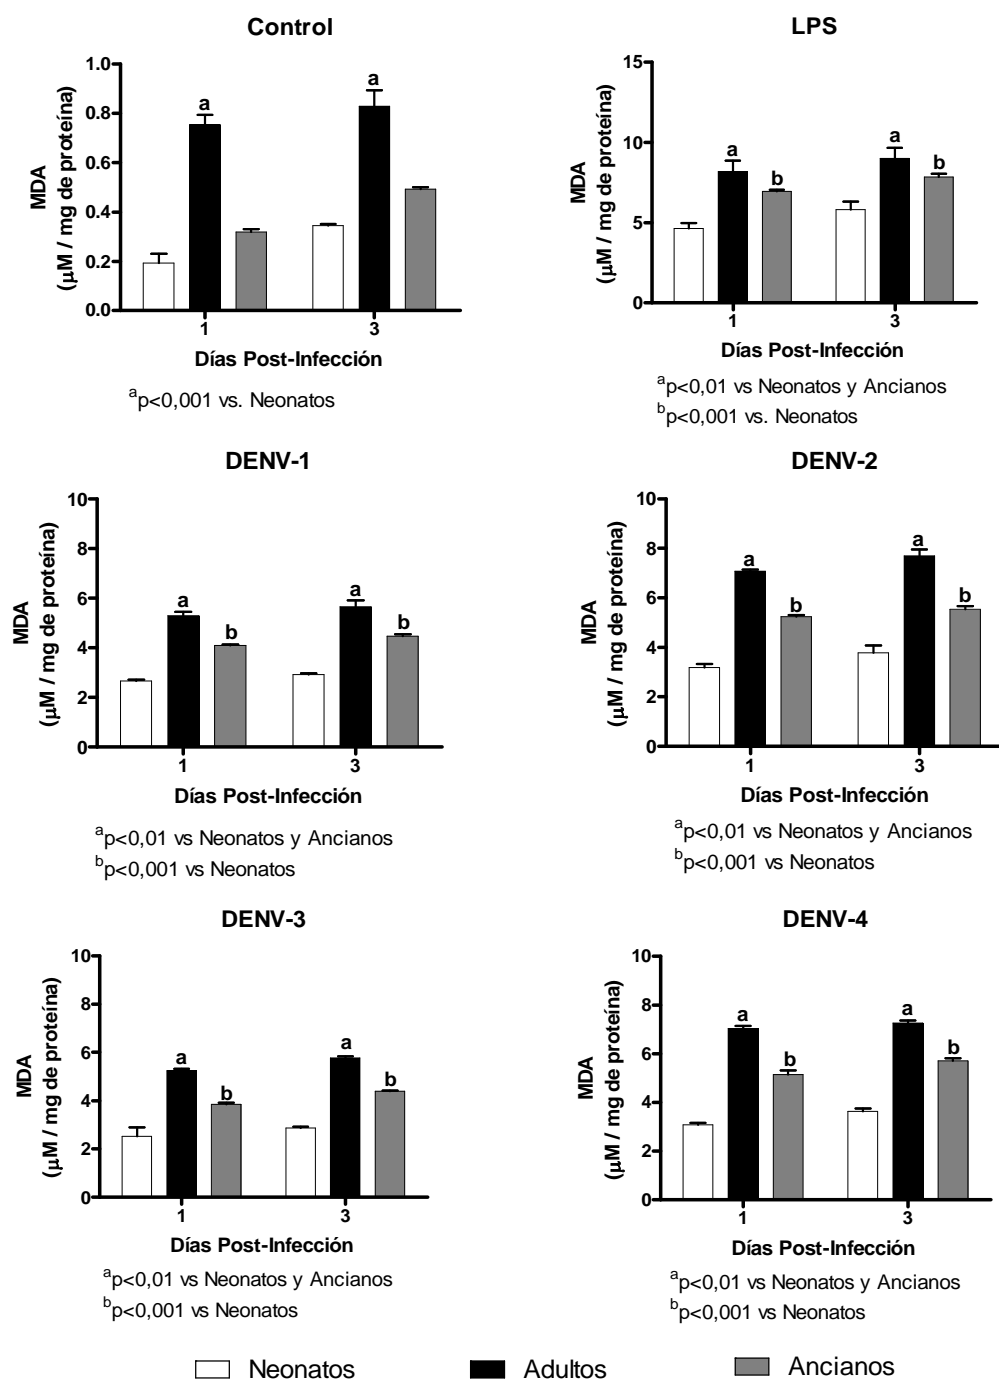 Control
MDA
(µM / mg de proteína)
1.0
0.8
0.6
0.4
0.2
0.0
a
a
1
3
Días Post-Infección
ap<0,001 vs. Neonatos
LPS
MDA
(µM / mg de proteína)
15
10
5
0
a
b
a
b
1
3
Días Post-Infección
ap<0,01 vs Neonatos y Ancianos
bp<0,001 vs. Neonatos
DENV-1
MDA
(µM / mg de proteína)
10
8
6
4
2
0
a
b
a
b
1
3
Días Post-Infección
ap<0,01 vs Neonatos y Ancianos
bp<0,001 vs Neonatos
DENV-2
MDA
(µM / mg de proteína)
10
8
6
4
2
0
a
b
a
b
1
3
Días Post-Infección
ap<0,01 vs Neonatos y Ancianos
bp<0,001 vs Neonatos
DENV-3
MDA
(µM / mg de proteína)
10
8
6
4
2
0
a
b
a
b
1
3
Días Post-Infección
ap<0,01 vs Neonatos y Ancianos
bp<0,001 vs Neonatos
DENV-4
MDA
(µM / mg de proteína)
10
8
6
4
2
0
a
b
a
b
1
3
Días Post-Infección
ap<0,01 vs Neonatos y Ancianos
bp<0,001 vs Neonatos
Neonatos Adultos Ancianos